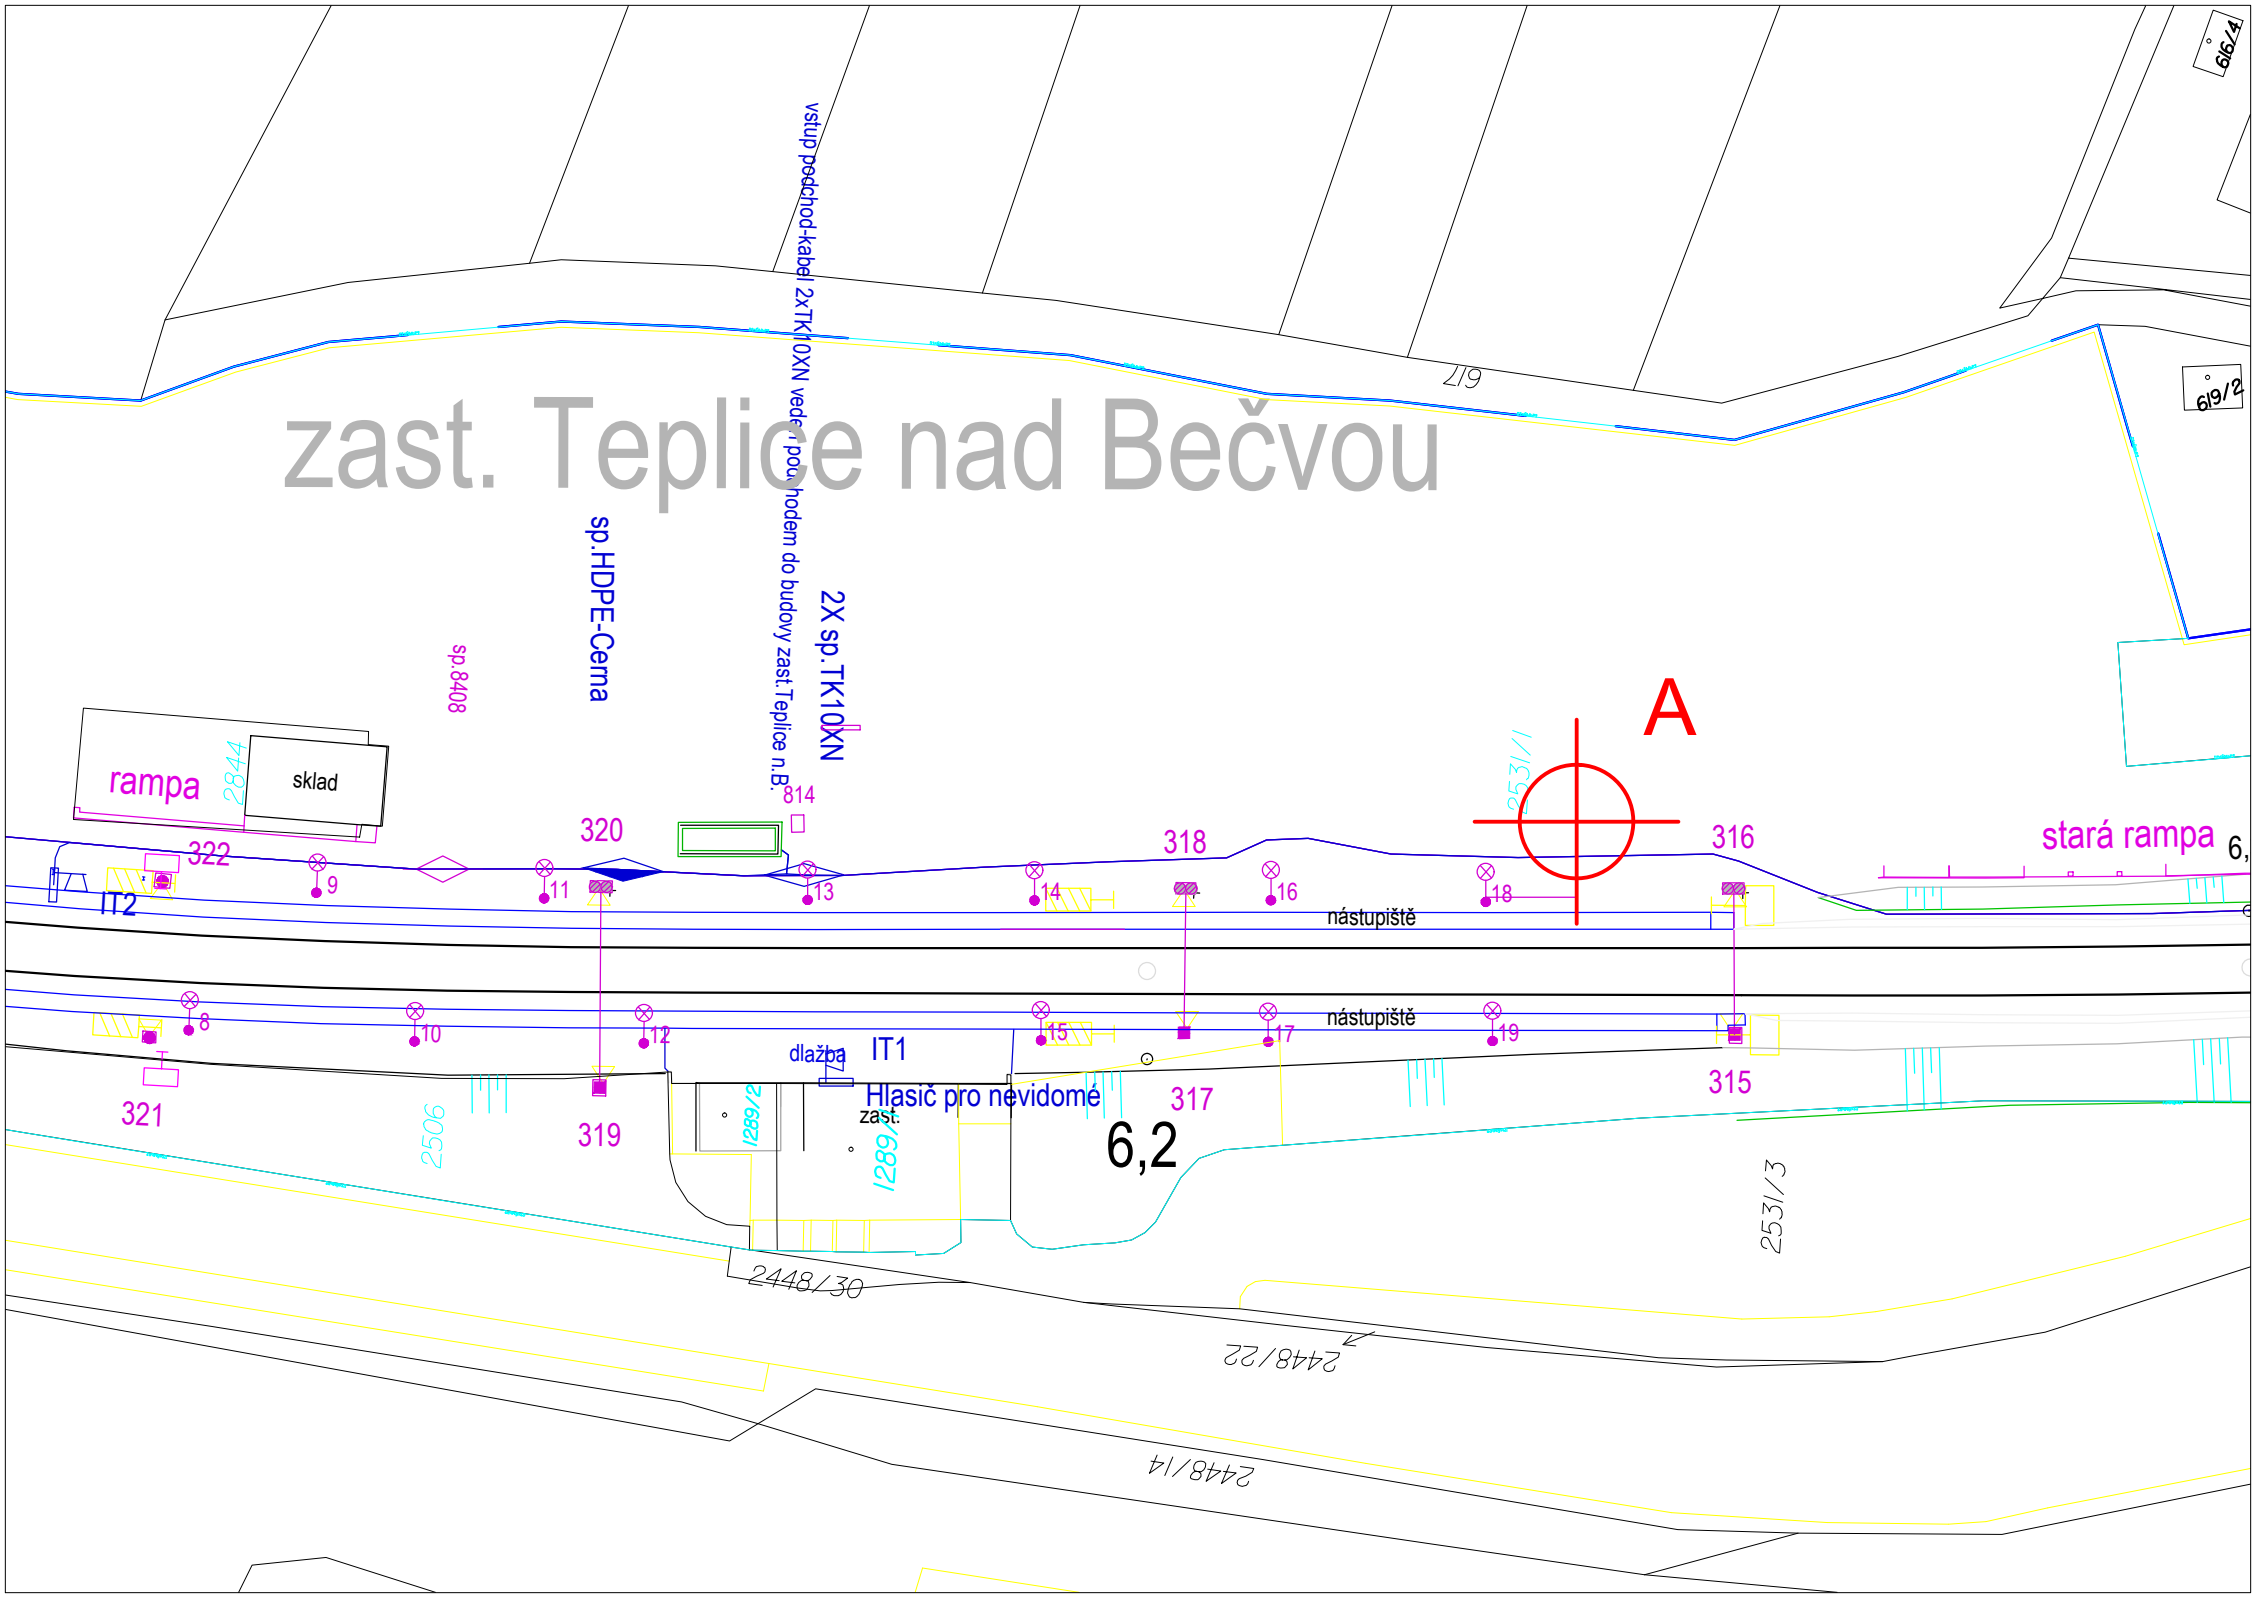 616/4
617
619/2
zast. Teplice nad Bečvou
vstup podchod-kabel 2xTK10XN veden podchodem do budovy zast.Teplice n.B.
sp.HDPE-Cerna
2X sp.TK10XN
sp.8408
A
2531/1
rampa
2844
sklad
814
320
318
316
stará rampa
6,
322
9
11
13
14
16
18
IT2
nástupiště
nástupiště
8
10
12
15
17
19
dlažba
IT1
Hlasič pro nevidomé
321
319
2506
1289/2
zast.
1289/1
317
315
6,2
2531/3
2448/30
2448/22
2448/14